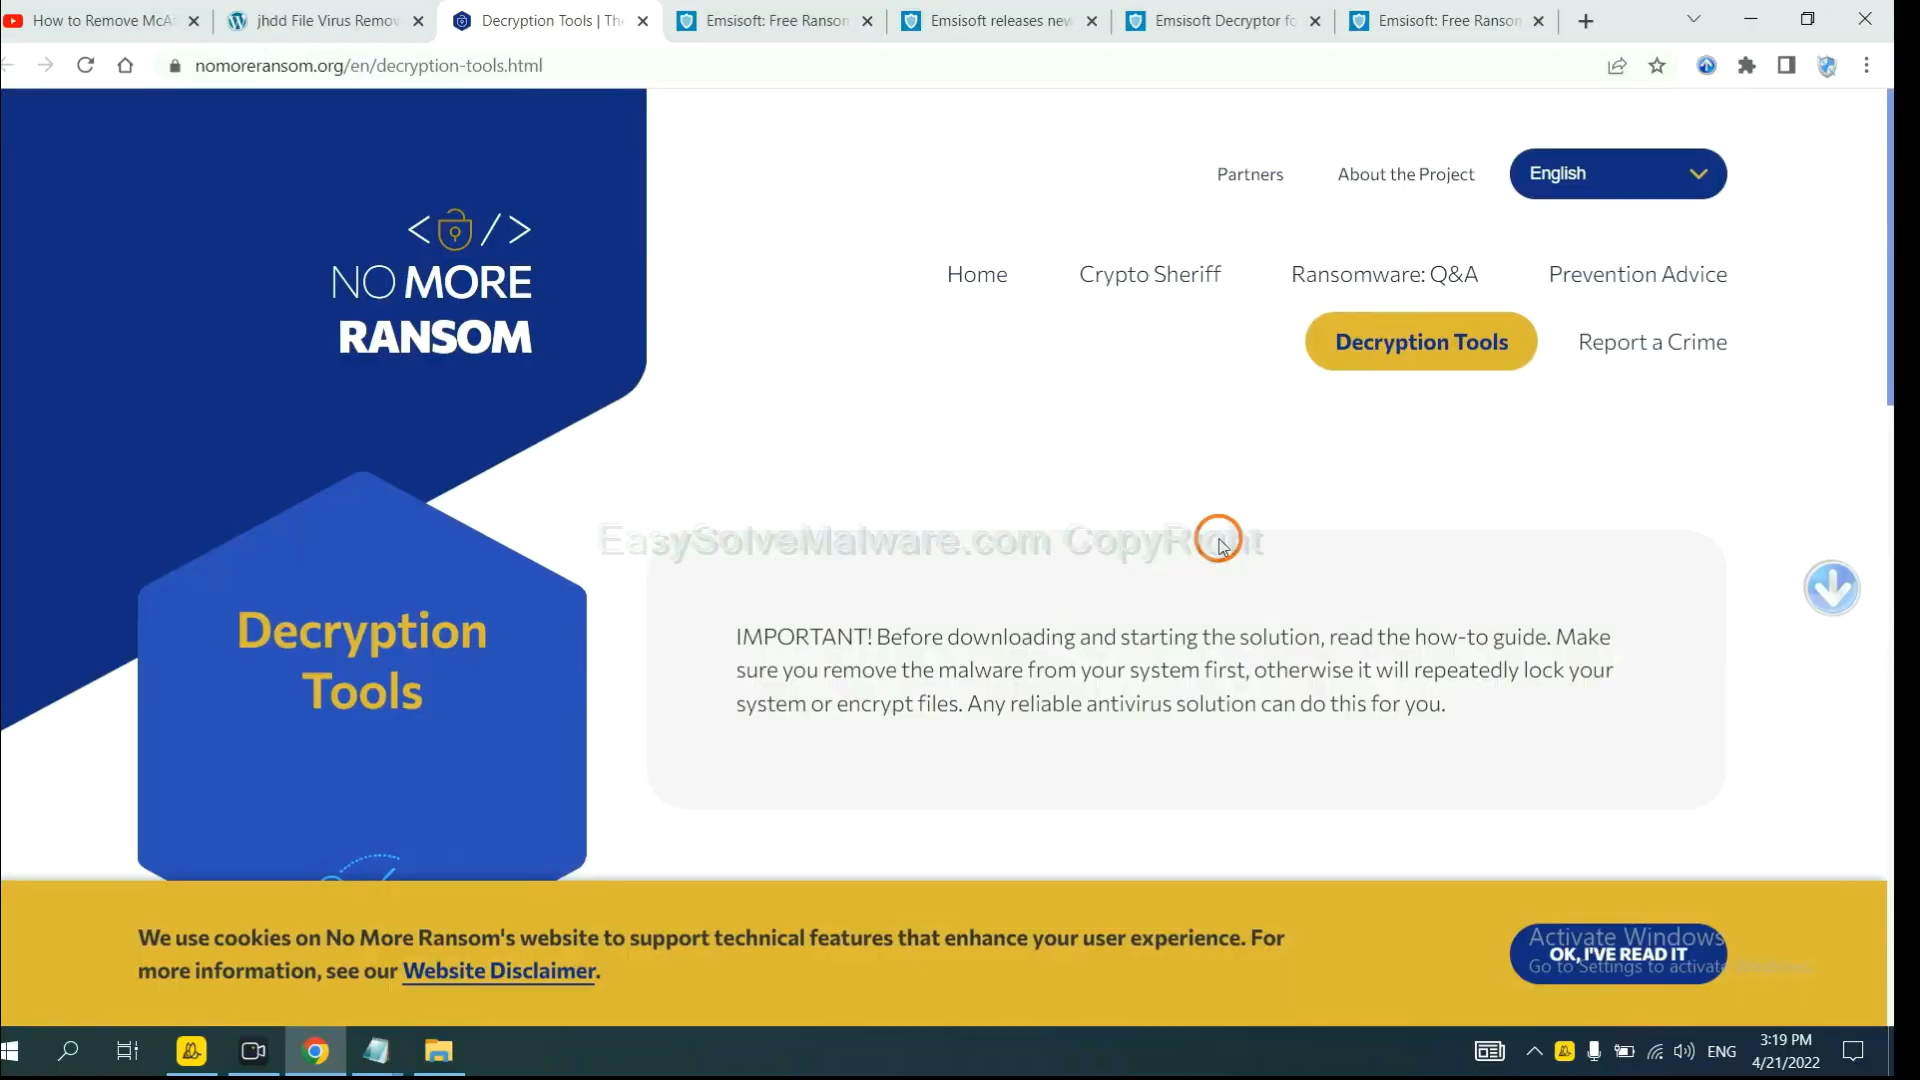 How to Remove McA
jhdd File Virus Remov
Decryption Tools | The
Emsisoft: Free Ranson
Emsisoft releases new
Emsisoft Decryptor fo
Emsisoft: Free Ranson
nomoreransom.org/en/decryption-tools.html
Partners
About the Project
English
NO MORE
RANSOM
Home
Crypto Sheriff
Ransomware: Q&A
Prevention Advice
Decryption Tools
Report a Crime
EasySolveMalware.com CopyRight
Decryption
Tools
IMPORTANT! Before downloading and starting the solution, read the how-to guide. Make
sure you remove the malware from your system first, otherwise it will repeatedly lock your
system or encrypt files. Any reliable antivirus solution can do this for you.
We use cookies on No More Ransom's website to support technical features that enhance your user experience. For
more information, see our Website Disclaimer.
Activate Windows
OK, I'VE READ IT
Go to Settings to activate Windows.
ENG
3:19 PM
4/21/2022